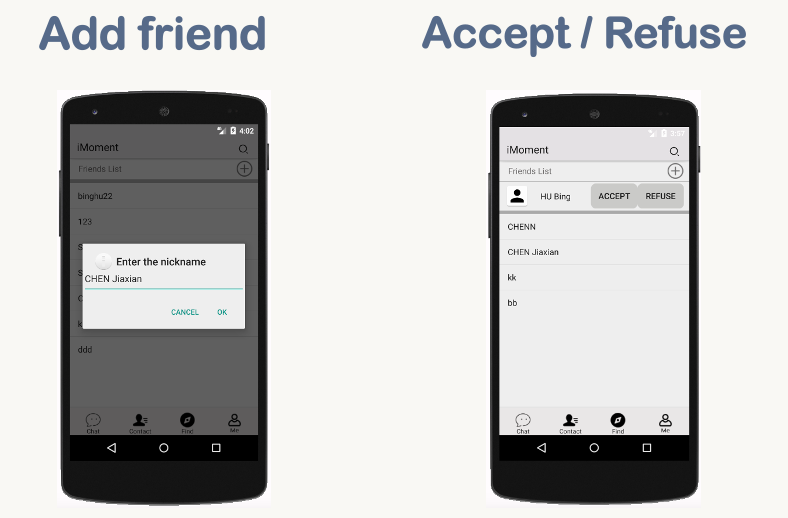 Add friend
Accept / Refuse
4:02
iMoment
Friends List
binghu22
123
S
S
C
k
ddd
Enter the nickname
CHEN Jiaxian
CANCEL
OK
Chat
Contact
Find
Me
3:57
iMoment
Friends List
HU Bing
ACCEPT
REFUSE
CHENN
CHEN Jiaxian
kk
bb
Chat
Contact
Find
Me